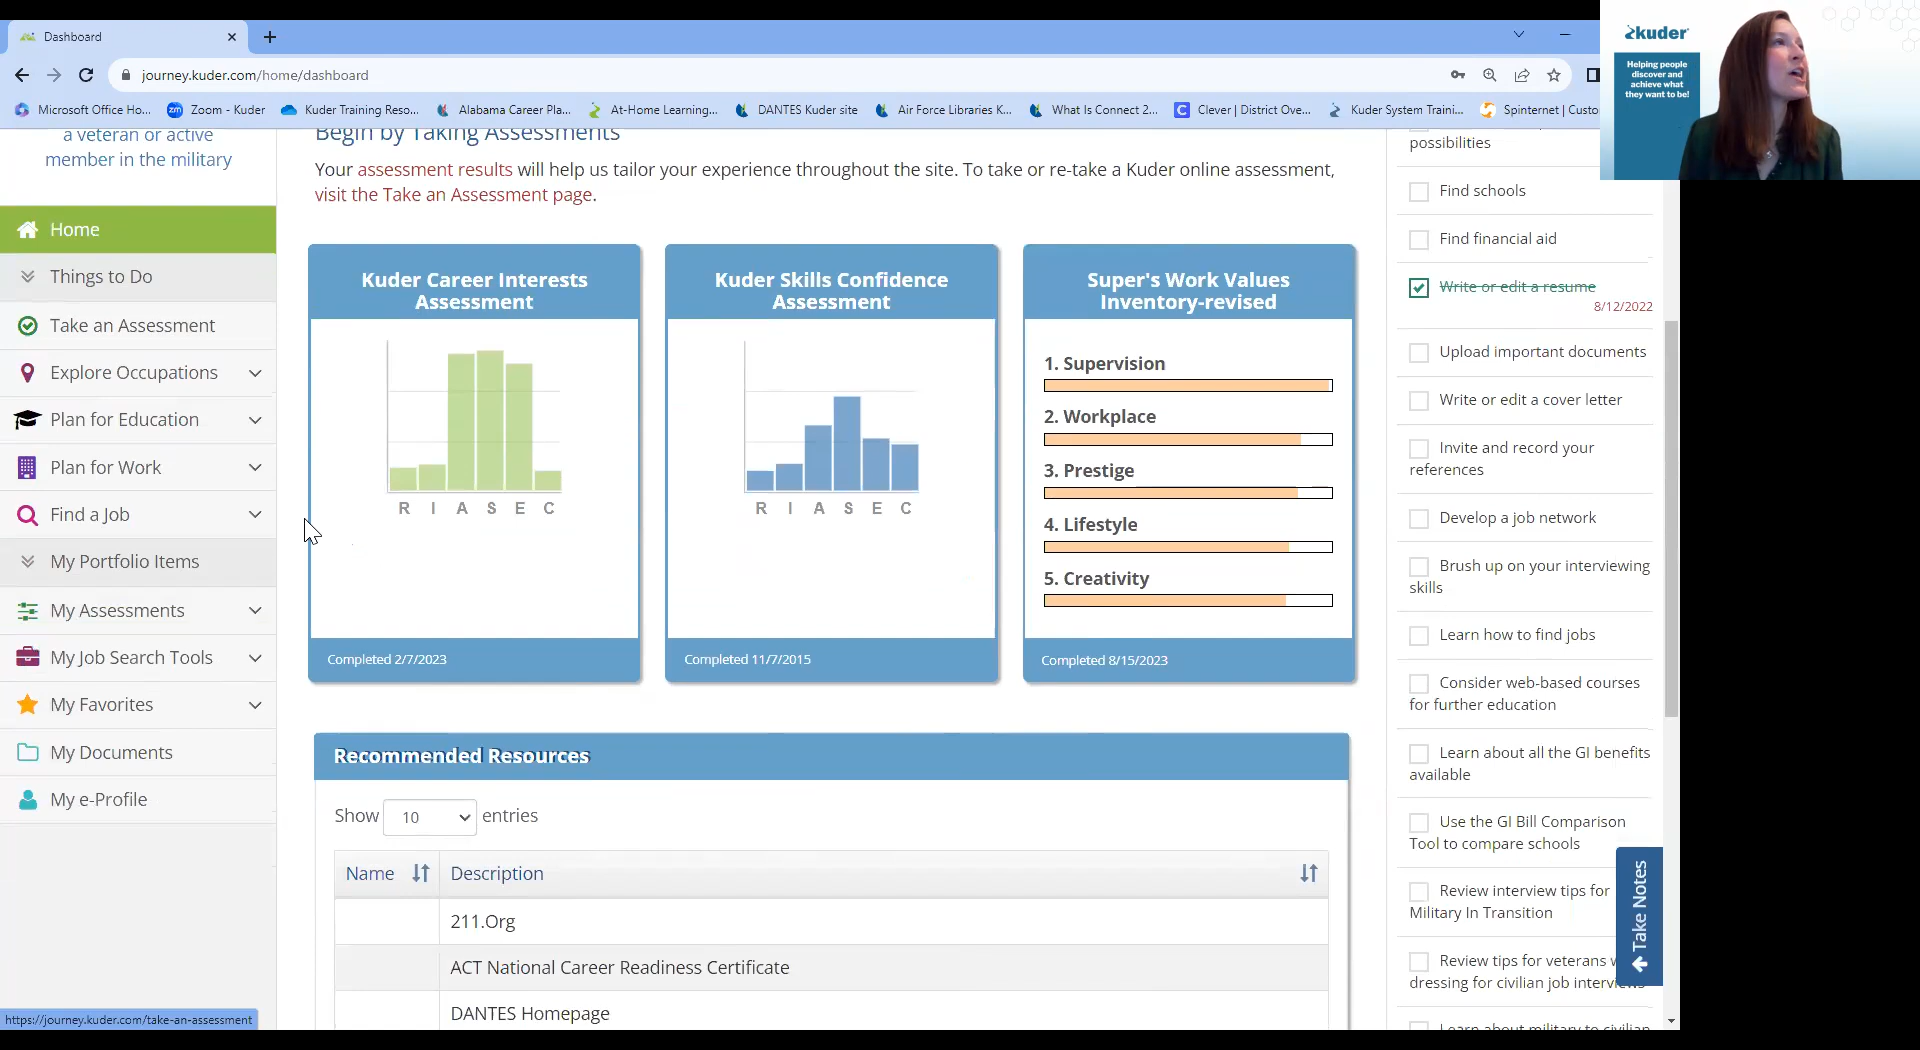 Dashboard
journey.kuder.com/home/dashboard
Microsoft Office Ho...
Zoom - Kuder
Kuder Training Reso...
Alabama Career Pla...
At-Home Learning...
DANTES Kuder site
Air Force Libraries K...
What Is Connect 2...
Clever | District Ove...
Kuder System Traini...
Spinternet | Custo
kuder®
Helping people
discover and
achieve what
they want to be!
a veteran or active
member in the military
Home
Things to Do
Take an Assessment
Explore Occupations
Plan for Education
Plan for Work
Find a Job
My Portfolio Items
My Assessments
My Job Search Tools
My Favorites
My Documents
My e-Profile
https://journey.kuder.com/take-an-assessment
Begin by Taking Assessments
Your assessment results will help us tailor your experience throughout the site. To take or re-take a Kuder online assessment,
visit the Take an Assessment page.
Kuder Career Interests
Assessment
R I A S E C
Completed 2/7/2023
Kuder Skills Confidence
Assessment
R I A S E C
Completed 11/7/2015
Super's Work Values
Inventory-revised
1. Supervision
2. Workplace
3. Prestige
4. Lifestyle
5. Creativity
Completed 8/15/2023
Recommended Resources
Show 10 entries
Name Description
211.Org
ACT National Career Readiness Certificate
DANTES Homepage
possibilities
Find schools
Find financial aid
Write or edit a resume
8/12/2022
Upload important documents
Write or edit a cover letter
Invite and record your
references
Develop a job network
Brush up on your interviewing
skills
Learn how to find jobs
Consider web-based courses
for further education
Learn about all the GI benefits
available
Use the GI Bill Comparison
Tool to compare schools
Review interview tips for
Military In Transition
Review tips for veterans
dressing for civilian job interviews
Learn about military to civilian
Take Notes